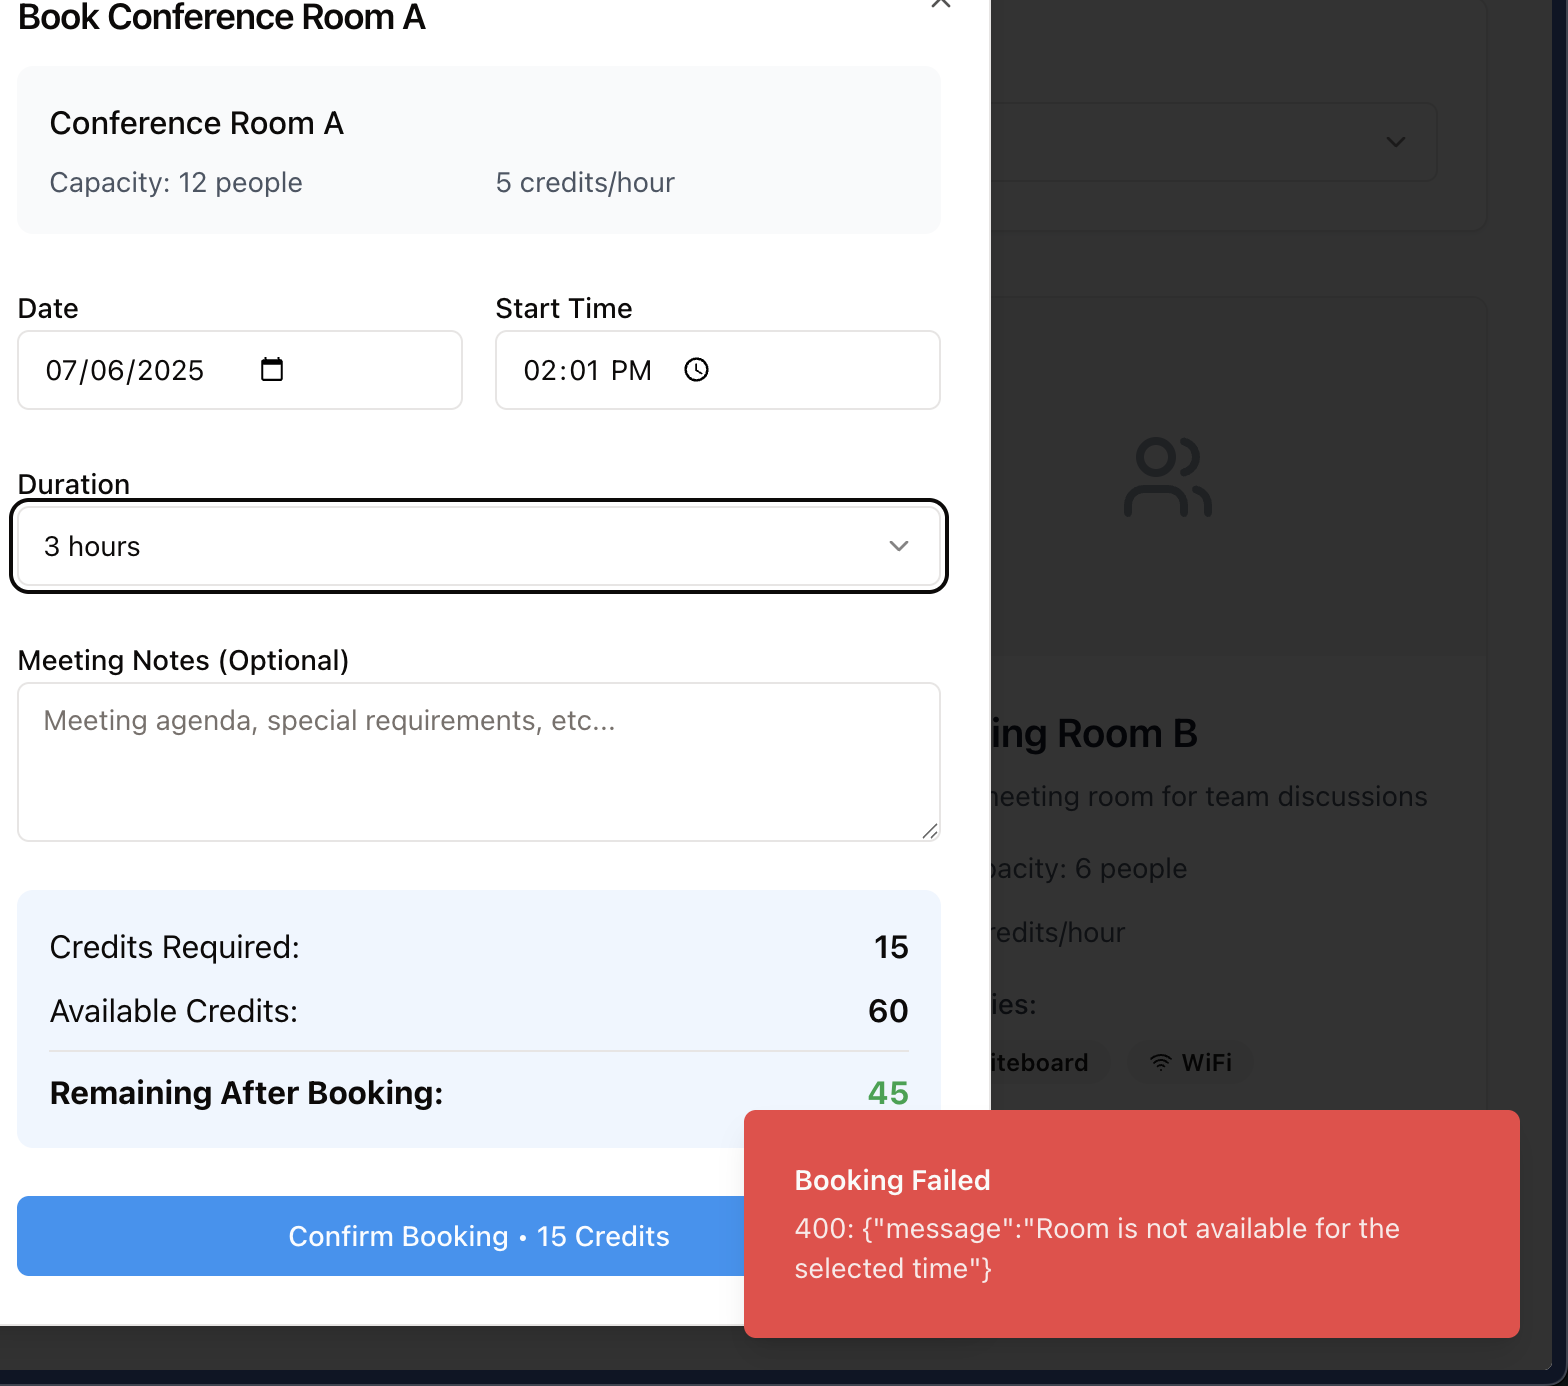 Book Conference Room A
Conference Room A
Capacity: 12 people
5 credits/hour
Date
Start Time
07/06/2025
02:01 PM
Duration
3 hours
Meeting Notes (Optional)
Meeting agenda, special requirements, etc...
Credits Required:
15
Available Credits:
60
Remaining After Booking:
45
Confirm Booking • 15 Credits
ing Room B
meeting room for team discussions
pacity: 6 people
redits/hour
ies:
iteboard
WiFi
Booking Failed
400: {"message":"Room is not available for the
selected time"}